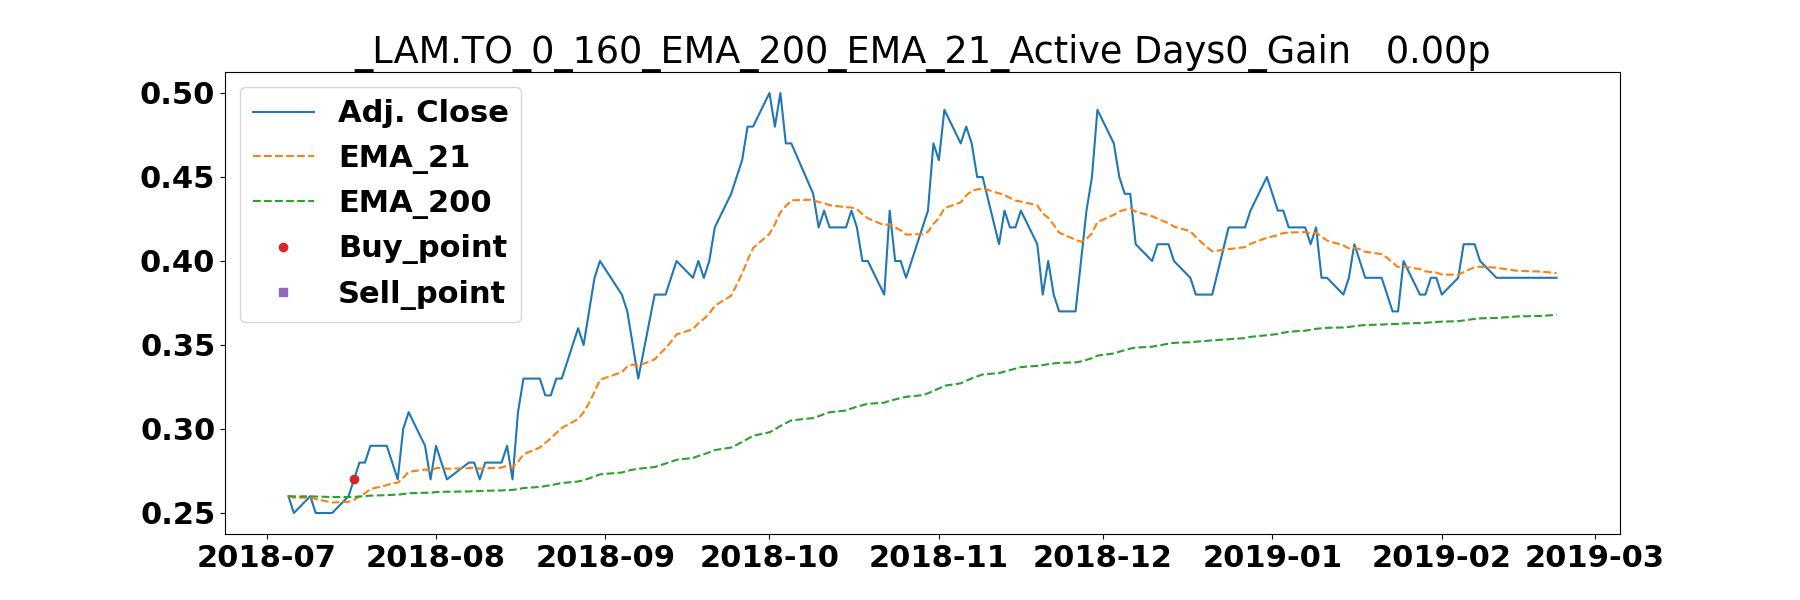 _LAM.TO_0_160_EMA_200_EMA_21_Active Days0_Gain   0.00p
0.50
0.45
0.40
0.35
0.30
0.25
Adj. Close
EMA_21
EMA_200
Buy_point
Sell_point
2018-07 2018-08 2018-09 2018-10 2018-11 2018-12 2019-01 2019-02 2019-03